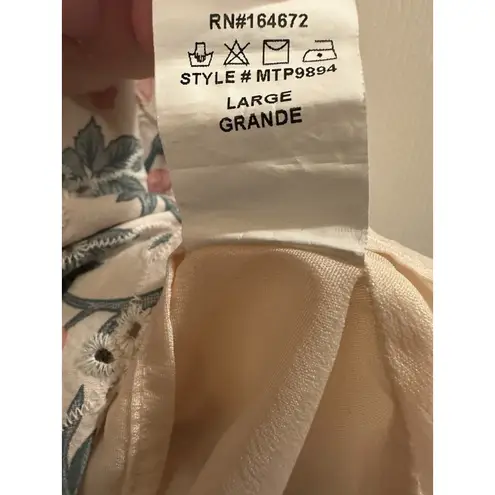 RN#164672
STYLE # MTP9894
LARGE
GRANDE